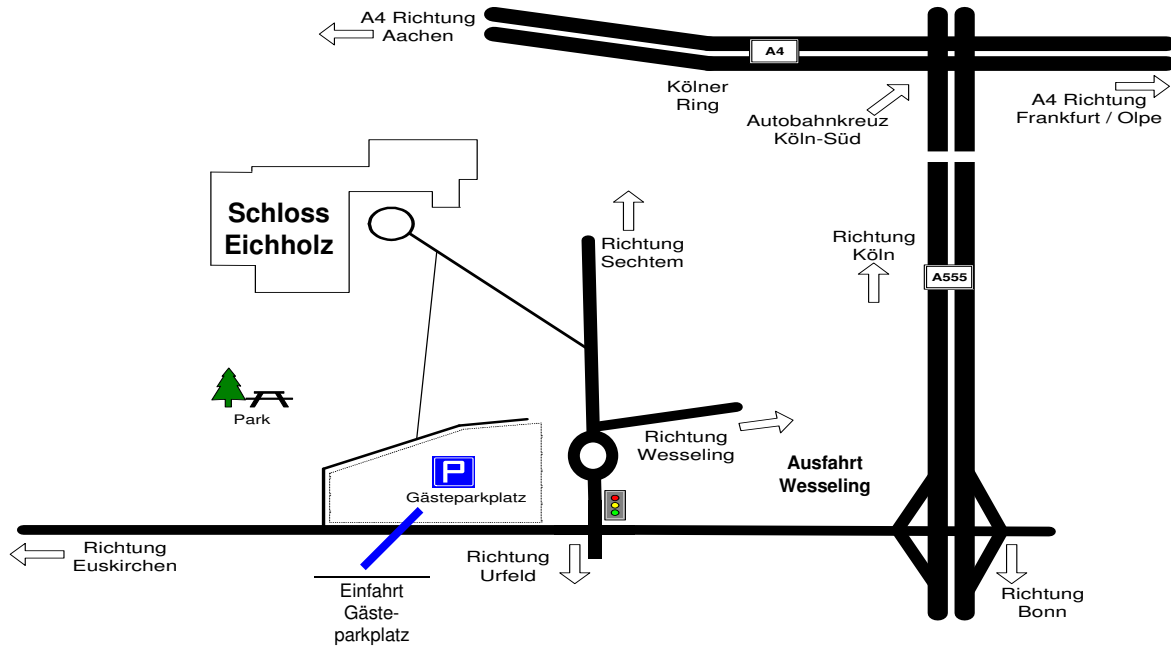 A4 Richtung
Aachen
A4
Kölner
Ring
Autobahnkreuz
Köln-Süd
A4 Richtung
Frankfurt / Olpe
Schloss
Eichholz
Richtung
Sechtem
Richtung
Köln
A555
Park
Richtung
Wesseling
Ausfahrt
Wesseling
P
Gästeparkplatz
Richtung
Euskirchen
Richtung
Urfeld
Einfahrt
Gäste-
parkplatz
Richtung
Bonn